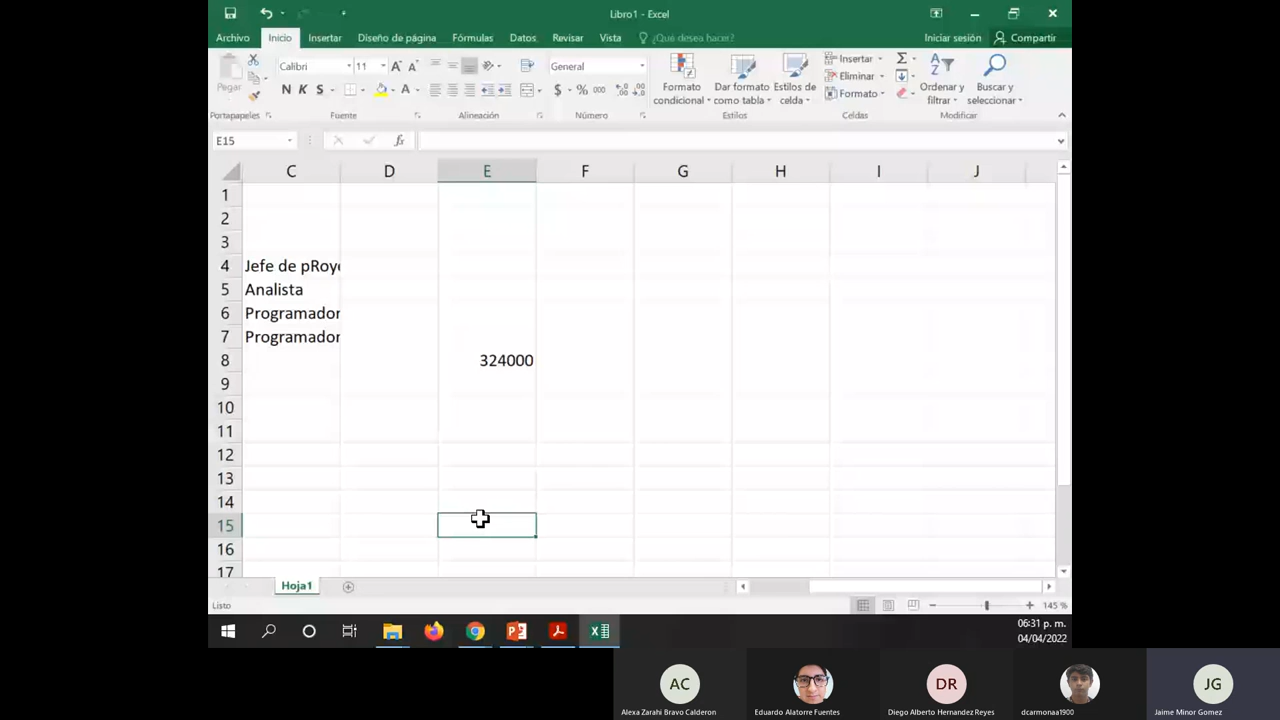 Libro1 - Excel
Archivo Inicio Insertar Diseño de página Fórmulas Datos Revisar Vista ¿Qué desea hacer? Iniciar sesión Compartir
Pegar
Calibri 11
N K S
General
$ % 000
Formato condicional
Dar formato como tabla
Estilos de celda
Insertar
Eliminar
Formato
Ordenar y filtrar
Buscar y seleccionar
Portapapeles Fuente Alineación Número Estilos Celdas Modificar
E15 fx
C D E F G H I J
1
2
3
4 Jefe de pRoye
5 Analista
6 Programador
7 Programador
8 324000
9
10
11
12
13
14
15
16
17
Hoja1
Listo 145 %
06:31 p. m.
04/04/2022
AC DR JG
Alexa Zarahi Bravo Calderon Eduardo Alatorre Fuentes Diego Alberto Hernandez Reyes dcarmonaa1900 Jaime Minor Gomez